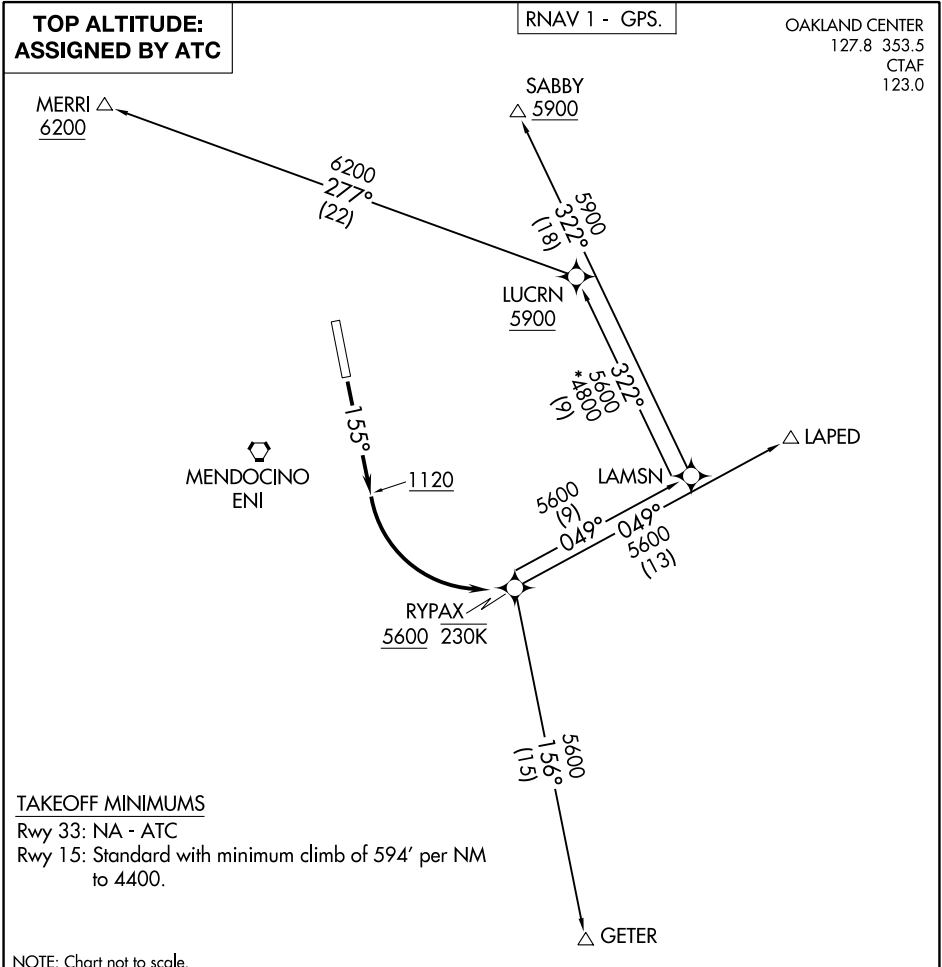 TOP ALTITUDE:
ASSIGNED BY ATC
RNAV 1 - GPS.
OAKLAND CENTER
127.8 353.5
CTAF
123.0
MERRI
6200
SABBY
5900
6200
277°
(22)
5900
322°
(18)
LUCRN
5900
322°
5600
*4800
(9)
155°
MENDOCINO
ENI
1120
LAMSN
LAPED
5600
(9)
049°
049°
5600
(13)
RYPAX
5600 230K
5600
156°
(15)
TAKEOFF MINIMUMS
Rwy 33: NA - ATC
Rwy 15: Standard with minimum climb of 594' per NM
to 4400.
GETER
NOTE: Chart not to scale.